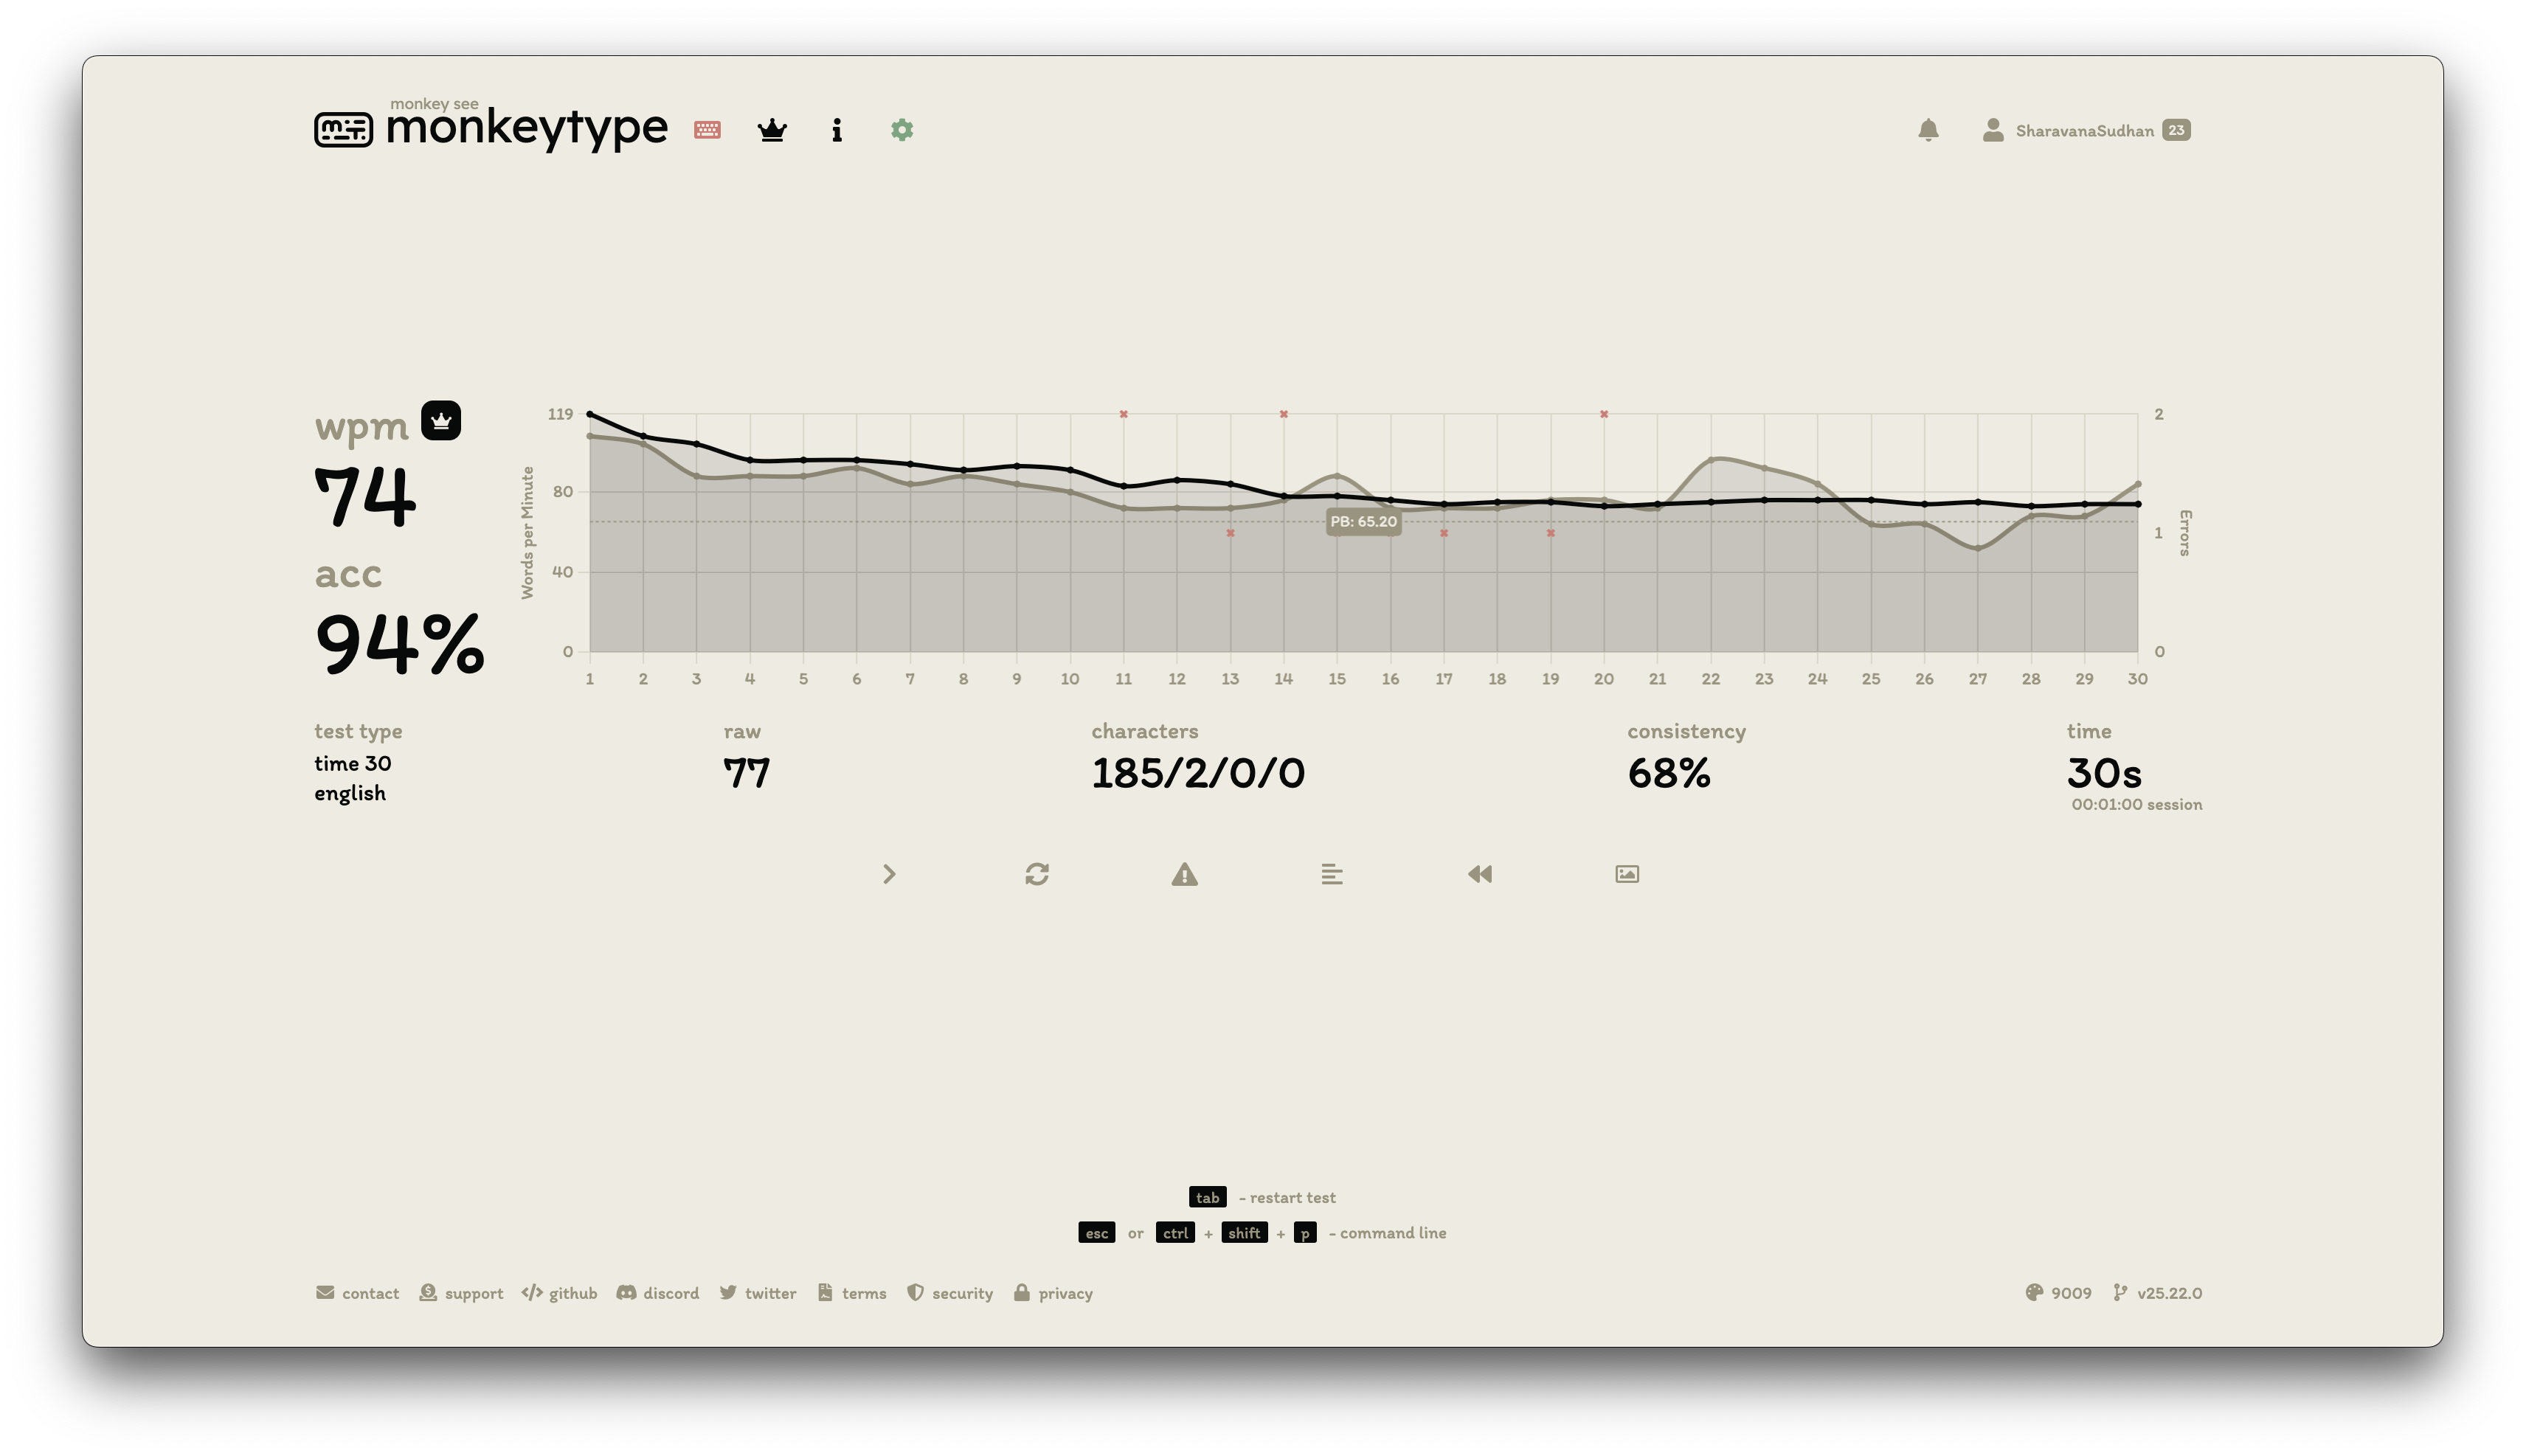 monkey see
monkeytype
SharavanaSudhan 23
wpm
74
acc
94%
Words per Minute
119
80
40
0
PB: 65.20
2
1
0
Errors
1 2 3 4 5 6 7 8 9 10 11 12 13 14 15 16 17 18 19 20 21 22 23 24 25 26 27 28 29 30
test type raw characters consistency time
time 30
english
77
185/2/0/0
68%
30s
00:01:00 session
tab - restart test
esc or ctrl + shift + p - command line
contact support github discord twitter terms security privacy 9009 v25.22.0